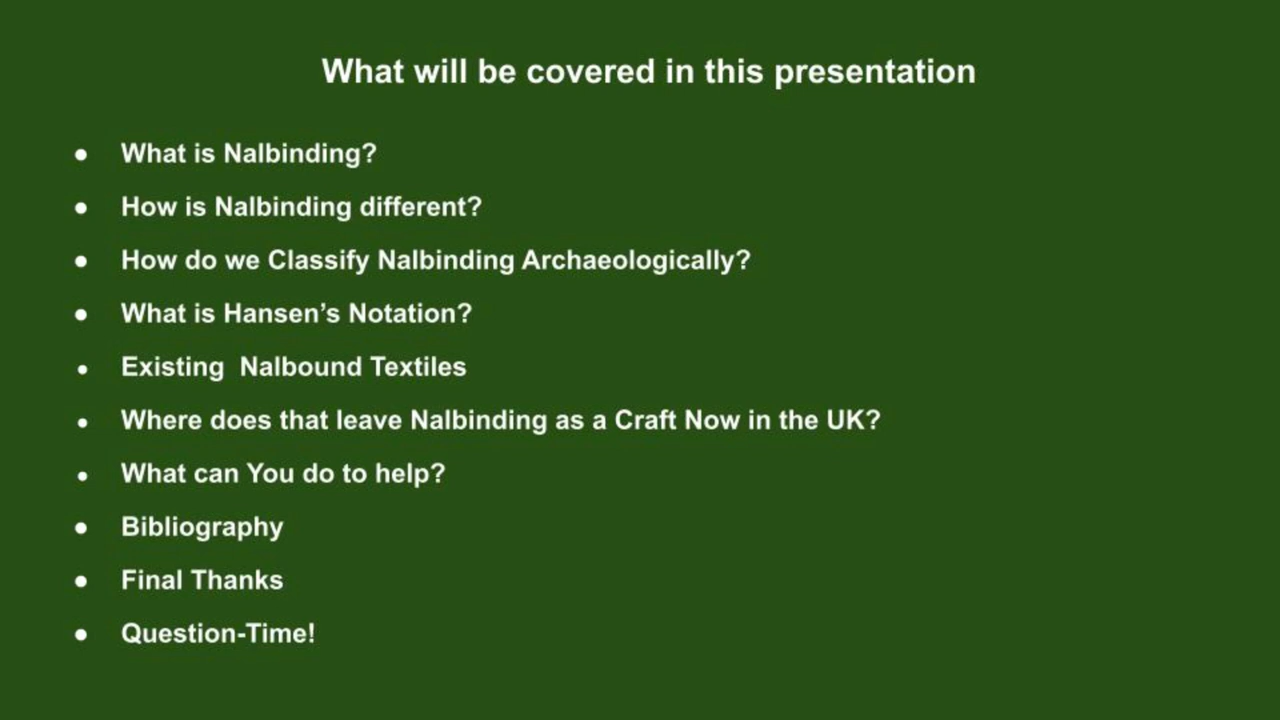 What will be covered in this presentation
● What is Nalbinding?
● How is Nalbinding different?
● How do we Classify Nalbinding Archaeologically?
● What is Hansen’s Notation?
● Existing  Nalbound Textiles
● Where does that leave Nalbinding as a Craft Now in the UK?
● What can You do to help?
● Bibliography
● Final Thanks
● Question-Time!